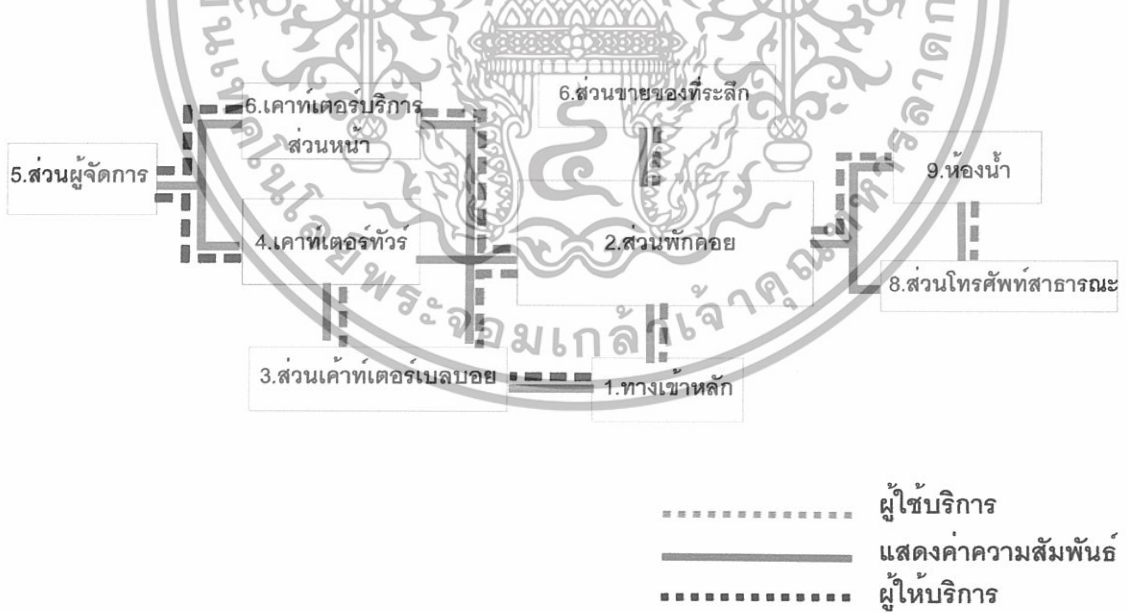 6.เคาท์เตอร์บริการ
ส่วนหน้า
6.ส่วนขายของที่ระลึก
5.ส่วนผู้จัดการ
9.ห้องน้ำ
4.เคาท์เตอร์ทัวร์
2.ส่วนพักคอย
8.ส่วนโทรศัพท์สาธารณะ
3.ส่วนเค้าท์เตอร์เบลบอย
1.ทางเข้าหลัก
ผู้ใช้บริการ
แสดงค่าความสัมพันธ์
ผู้ให้บริการ